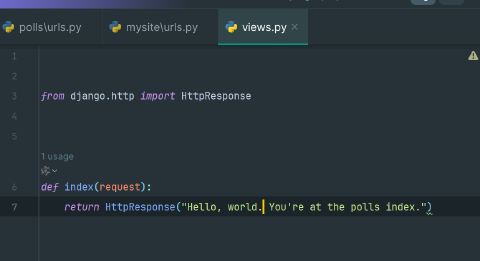 polls\urls.py mysite\urls.py views.py
1
2
3 from django.http import HttpResponse
4
5
1 usage
6 def index(request):
7 return HttpResponse("Hello, world. You're at the polls index.")